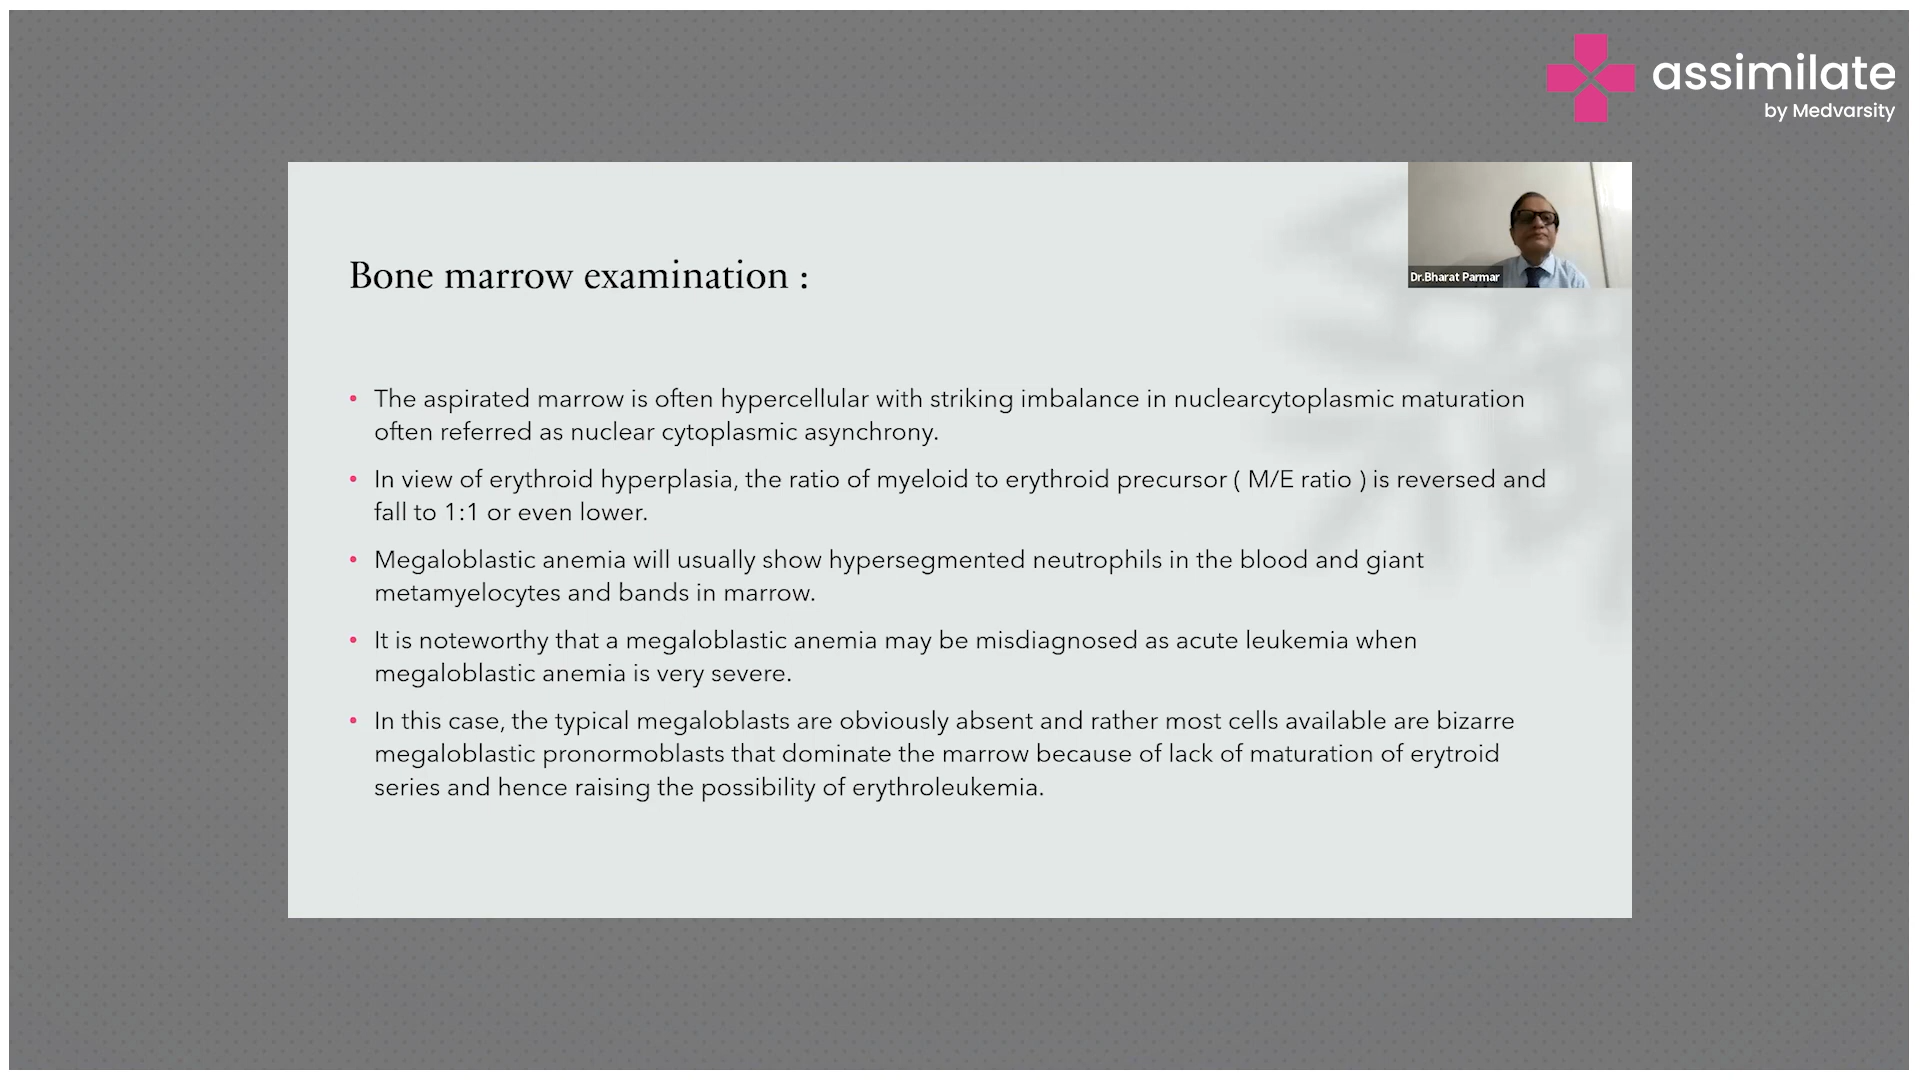 assimilate
by Medvarsity
Dr.Bharat Parmar
Bone marrow examination :
• The aspirated marrow is often hypercellular with striking imbalance in nuclearcytoplasmic maturation
often referred as nuclear cytoplasmic asynchrony.
• In view of erythroid hyperplasia, the ratio of myeloid to erythroid precursor ( M/E ratio ) is reversed and
fall to 1:1 or even lower.
• Megaloblastic anemia will usually show hypersegmented neutrophils in the blood and giant
metamyelocytes and bands in marrow.
• It is noteworthy that a megaloblastic anemia may be misdiagnosed as acute leukemia when
megaloblastic anemia is very severe.
• In this case, the typical megaloblasts are obviously absent and rather most cells available are bizarre
megaloblastic pronormoblasts that dominate the marrow because of lack of maturation of erytroid
series and hence raising the possibility of erythroleukemia.